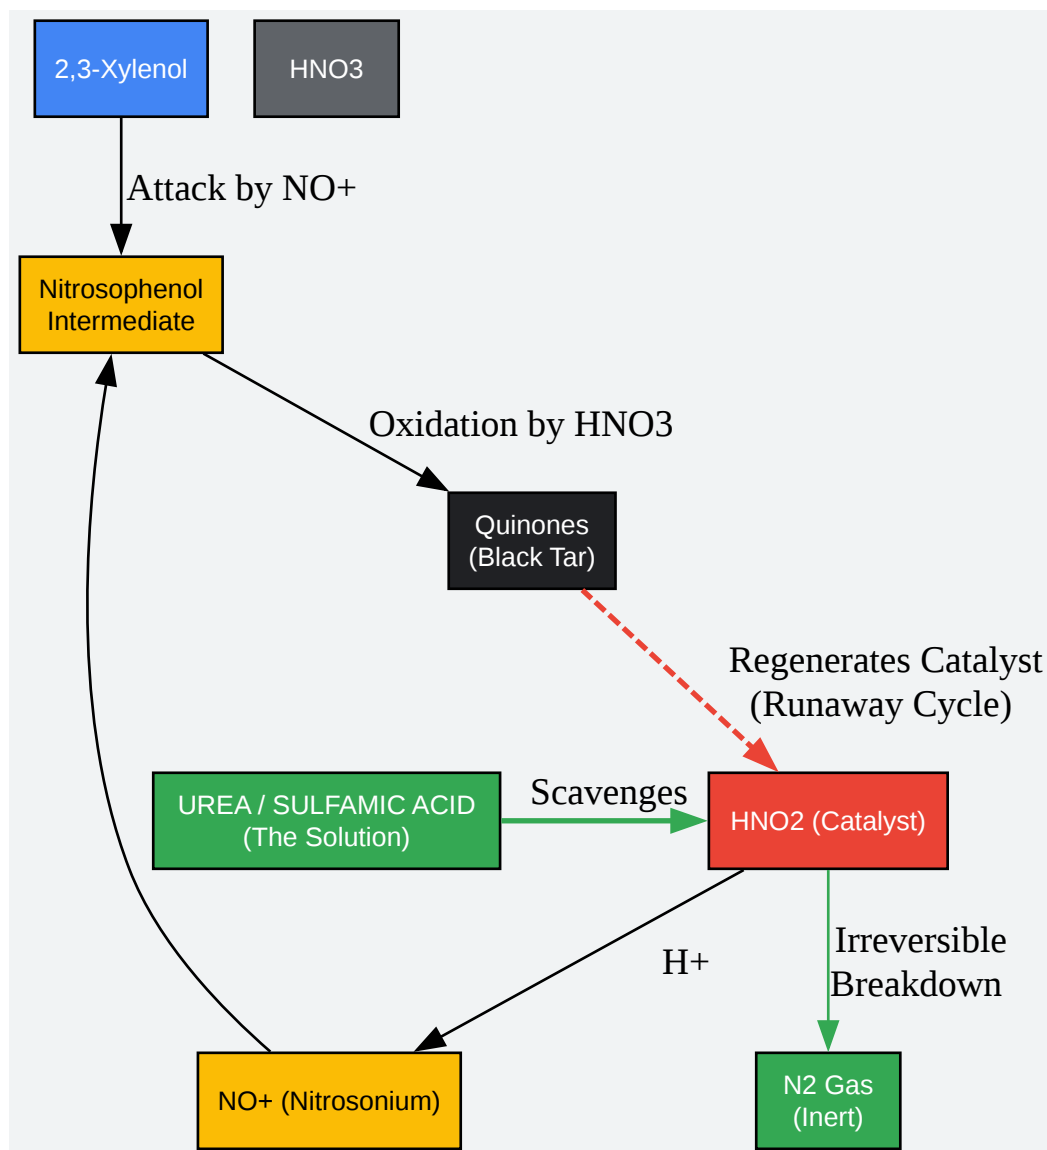 2,3-Xylenol
HNO3
Attack by NO+
Nitrosophenol
Intermediate
Oxidation by HNO3
Quinones
(Black Tar)
Regenerates Catalyst
(Runaway Cycle)
UREA / SULFAMIC ACID
(The Solution)
Scavenges
HNO2 (Catalyst)
H+
Irreversible
Breakdown
NO+ (Nitrosonium)
N2 Gas
(Inert)